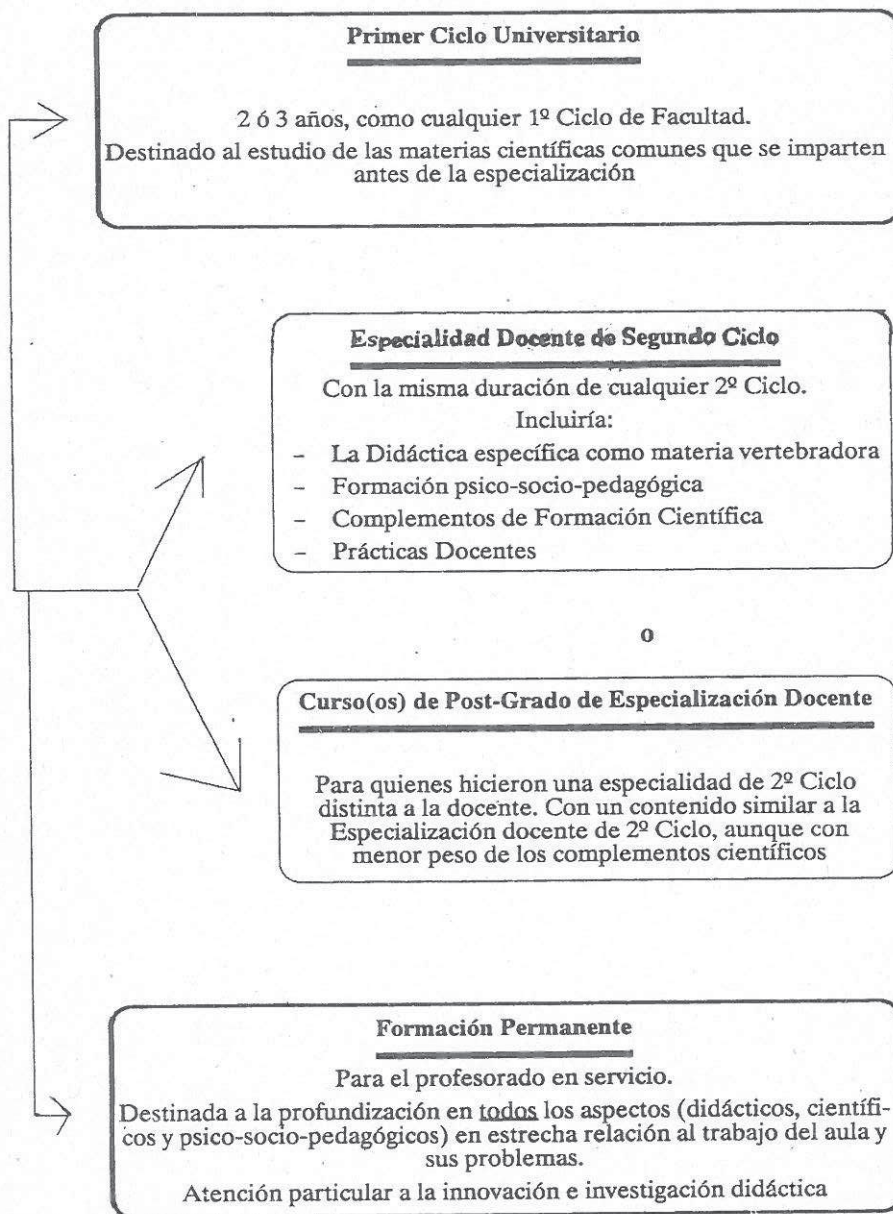 Primer Ciclo Universitario
2 ó 3 años, como cualquier 1º Ciclo de Facultad.
Destinado al estudio de las materias científicas comunes que se imparten
antes de la especialización
Especialidad Docente de Segundo Ciclo
Con la misma duración de cualquier 2º Ciclo.
Incluiría:
- La Didáctica específica como materia vertebradora
- Formación psico-socio-pedagógica
- Complementos de Formación Científica
- Prácticas Docentes
o
Curso(os) de Post-Grado de Especialización Docente
Para quienes hicieron una especialidad de 2º Ciclo
distinta a la docente. Con un contenido similar a la
Especialización docente de 2º Ciclo, aunque con
menor peso de los complementos científicos
Formación Permanente
Para el profesorado en servicio.
Destinada a la profundización en todos los aspectos (didácticos, científi-
cos y psico-socio-pedagógicos) en estrecha relación al trabajo del aula y
sus problemas.
Atención particular a la innovación e investigación didáctica